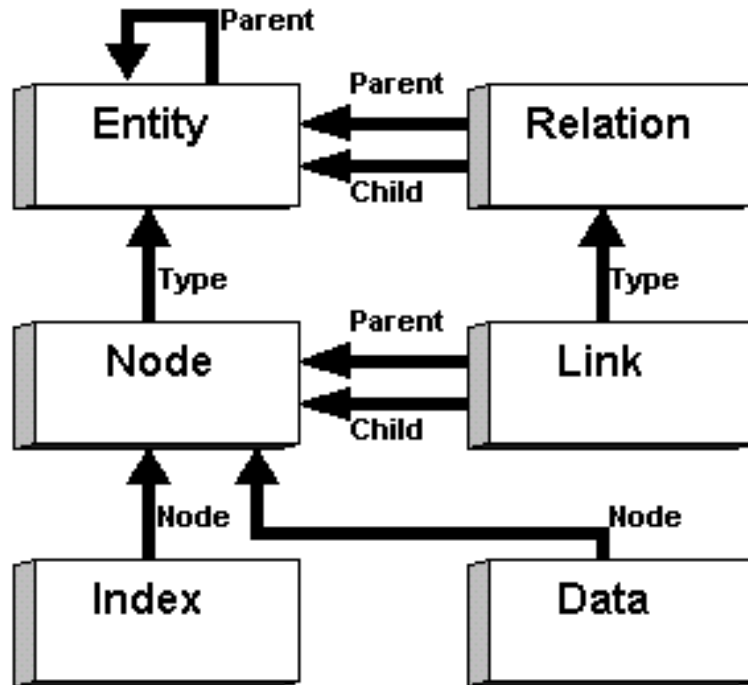 Parent
Entity
Parent
Child
Relation
Type
Type
Node
Parent
Child
Link
Node
Node
Index
Data